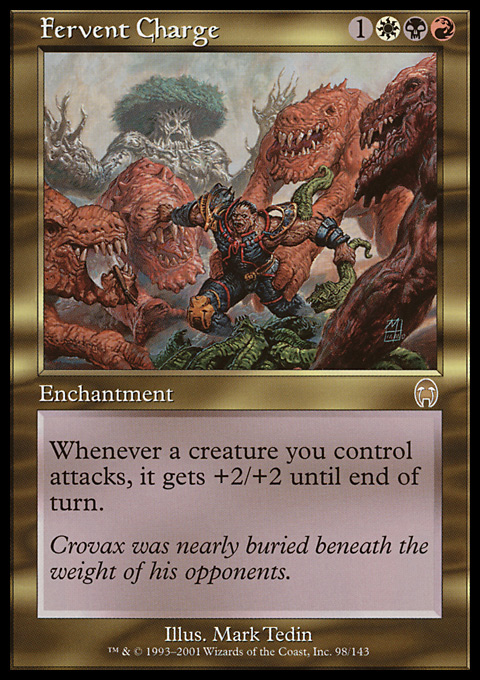 Fervent Charge 1
Enchantment
Whenever a creature you control
attacks, it gets +2/+2 until end of
turn.
Crovax was nearly buried beneath the
weight of his opponents.
Illus. Mark Tedin
™ & © 1993–2001 Wizards of the Coast, Inc. 98/143